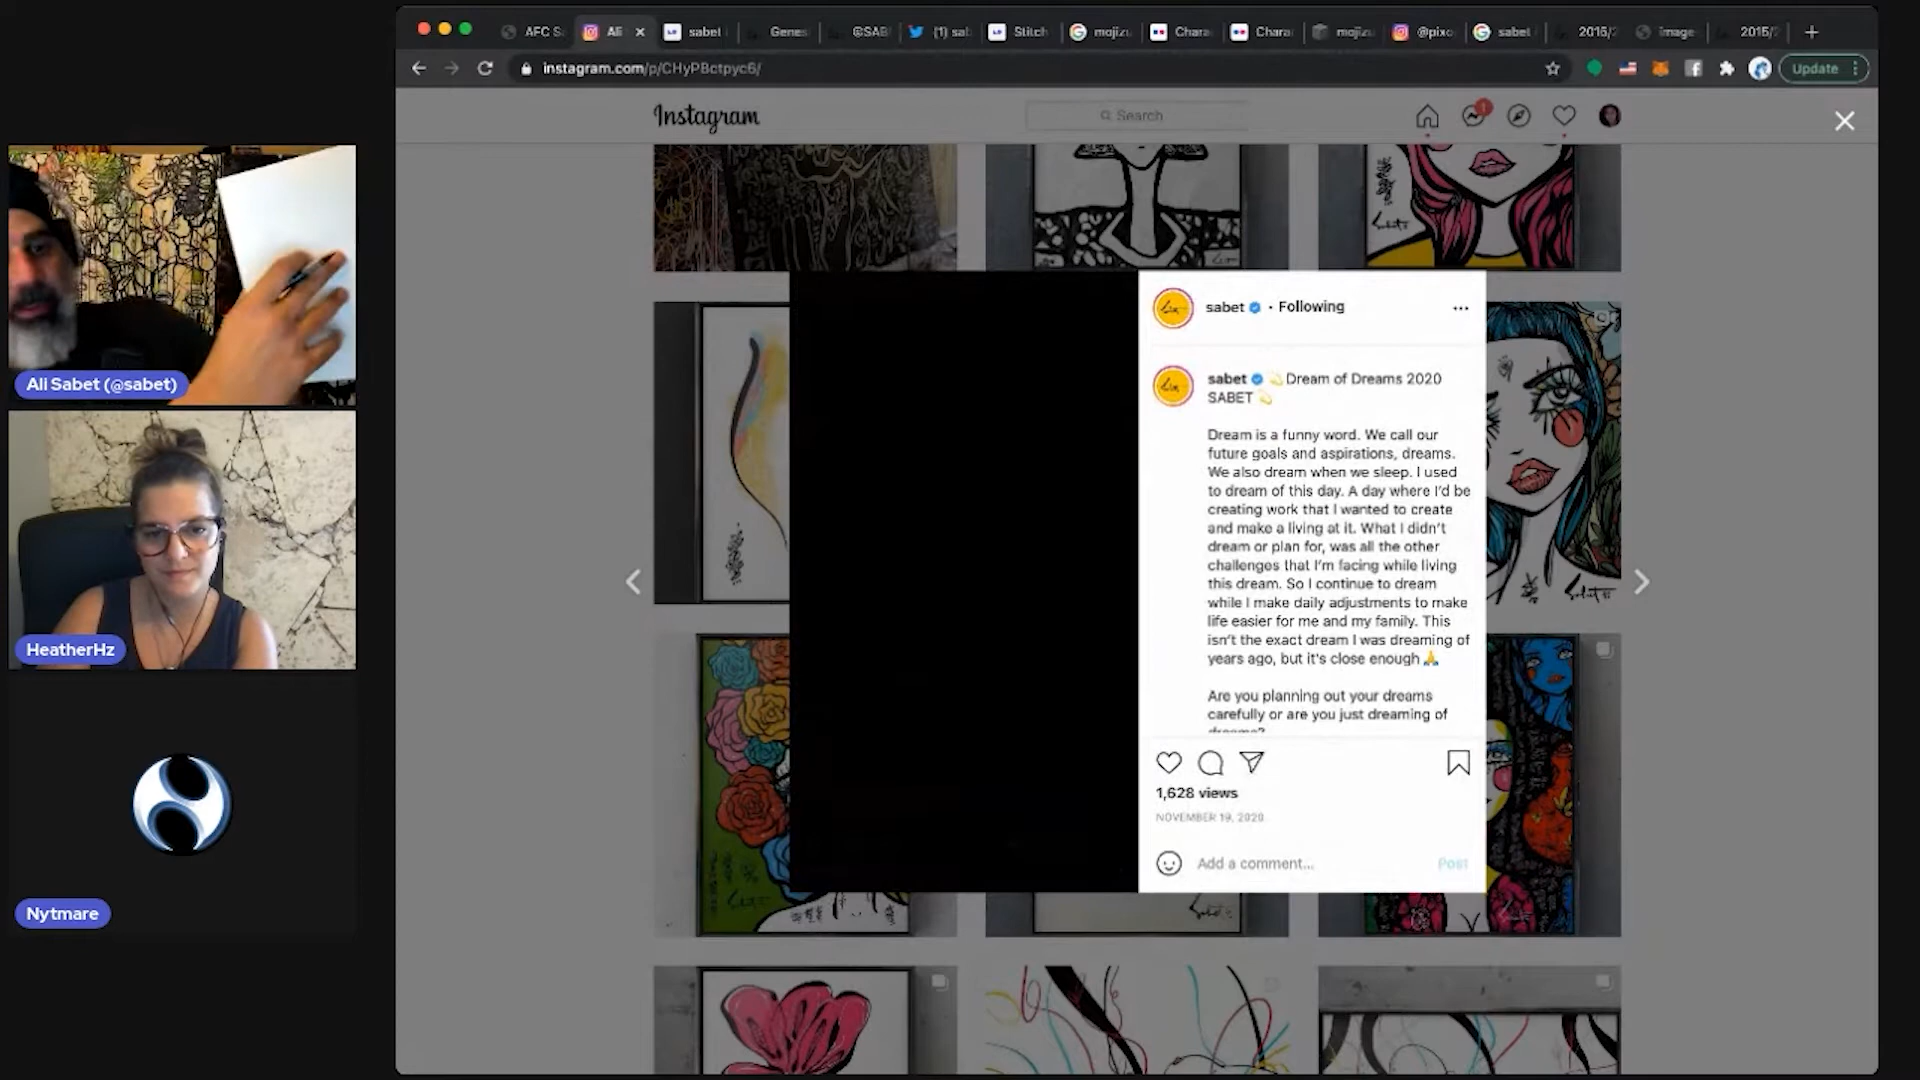 AFC S
Ali
sabet
Genes
@SAB
(1) sat
Stitch
mojizu
Chara
Chara
mojizu
@pixo
sabet
2015/
image
2015/
instagram.com/p/CHyPBctpyc6/
Update
Instagram
Search
1
Ali Sabet (@sabet)
HeatherHz
Nytmare
sabet • Following
sabet 💫 Dream of Dreams 2020
SABET 💫
Dream is a funny word. We call our
future goals and aspirations, dreams.
We also dream when we sleep. I used
to dream of this day. A day where I'd be
creating work that I wanted to create
and make a living at it. What I didn't
dream or plan for, was all the other
challenges that I'm facing while living
this dream. So I continue to dream
while I make daily adjustments to make
life easier for me and my family. This
isn't the exact dream I was dreaming of
years ago, but it's close enough 🙏
Are you planning out your dreams
carefully or are you just dreaming of
dreams?
1,628 views
NOVEMBER 19, 2020
Add a comment...
Post